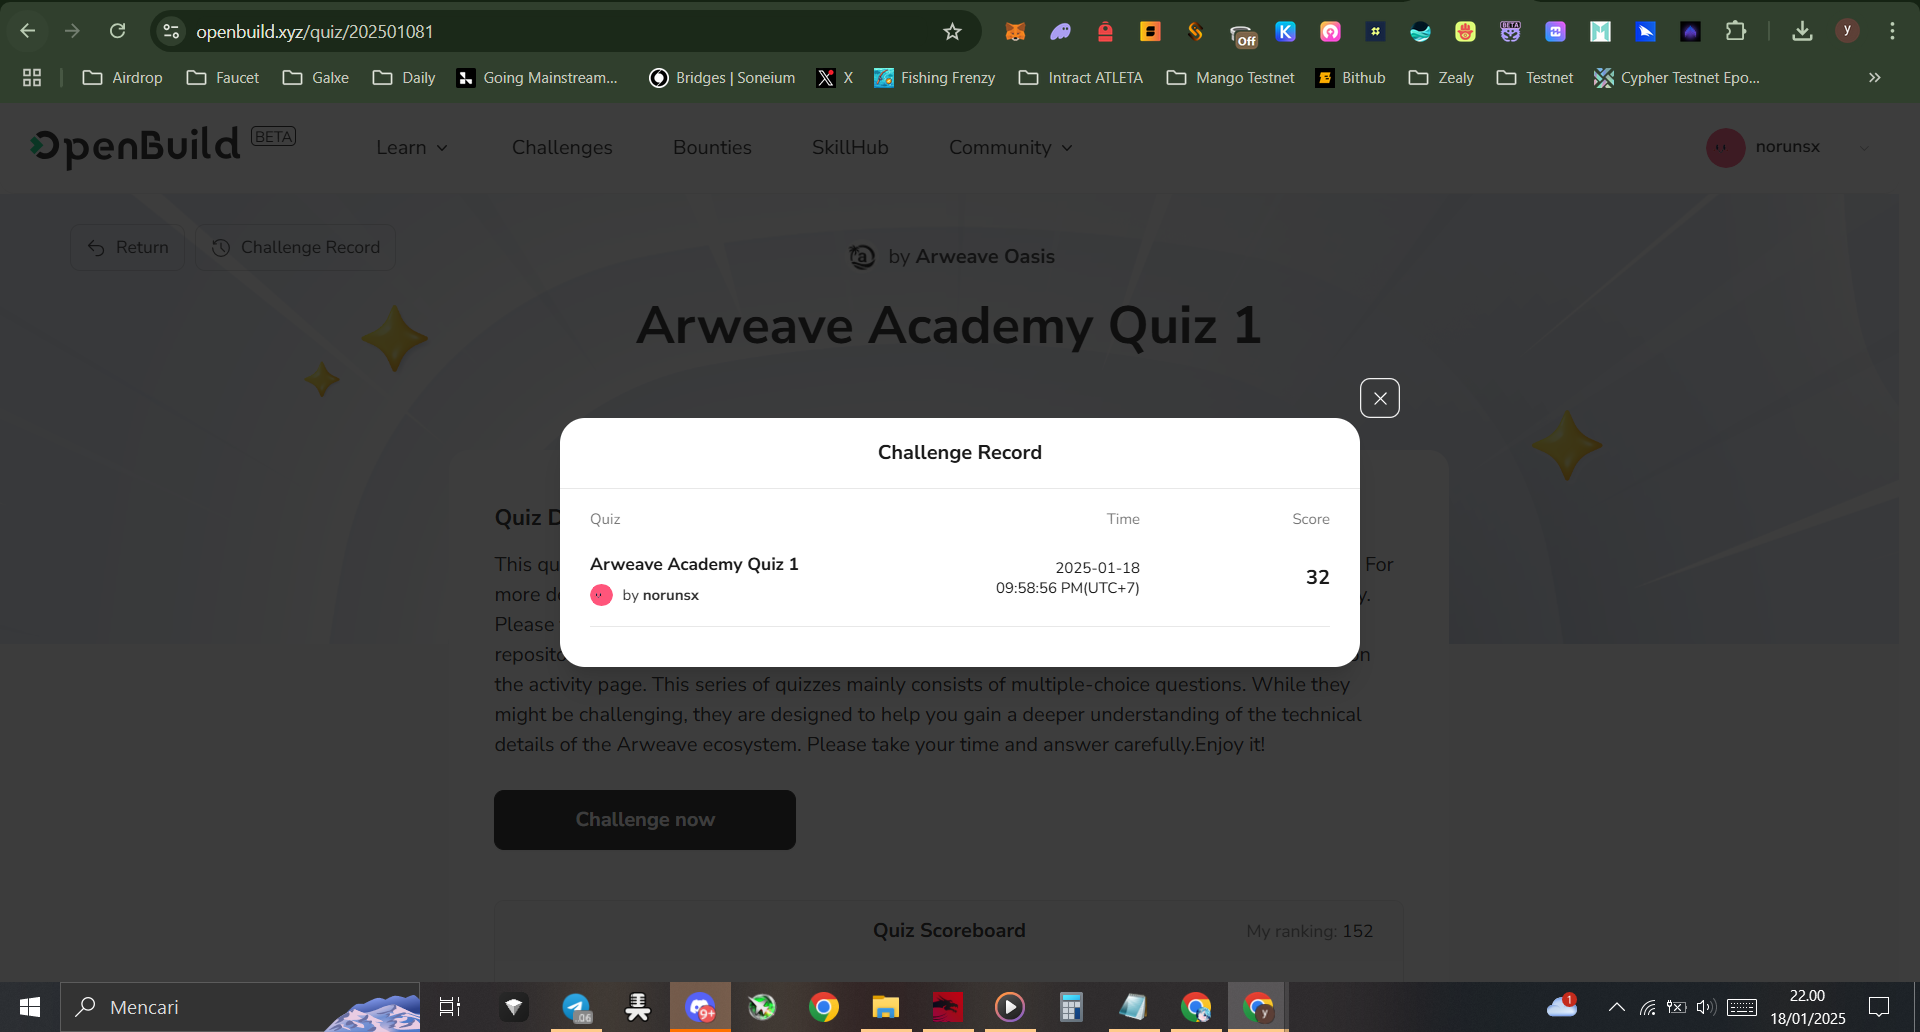 openbuild.xyz/quiz/202501081
Off
BETA
y
Airdrop
Faucet
Galxe
Daily
Going Mainstream...
Bridges | Soneium
X
Fishing Frenzy
Intract ATLETA
Mango Testnet
Bithub
Zealy
Testnet
Cypher Testnet Epo...
»
OpenBuild BETA
Learn
Challenges
Bounties
SkillHub
Community
norunsx
Return
Challenge Record
by Arweave Oasis
Arweave Academy Quiz 1
Challenge Record
Quiz Time Score
Arweave Academy Quiz 1
by norunsx
2025-01-18
09:58:56 PM(UTC+7)
32
Quiz D
This qu For
more d y.
Please
reposito n
the activity page. This series of quizzes mainly consists of multiple-choice questions. While they
might be challenging, they are designed to help you gain a deeper understanding of the technical
details of the Arweave ecosystem. Please take your time and answer carefully.Enjoy it!
Challenge now
Quiz Scoreboard
My ranking: 152
Mencari
06
9+
y
1
22.00
18/01/2025